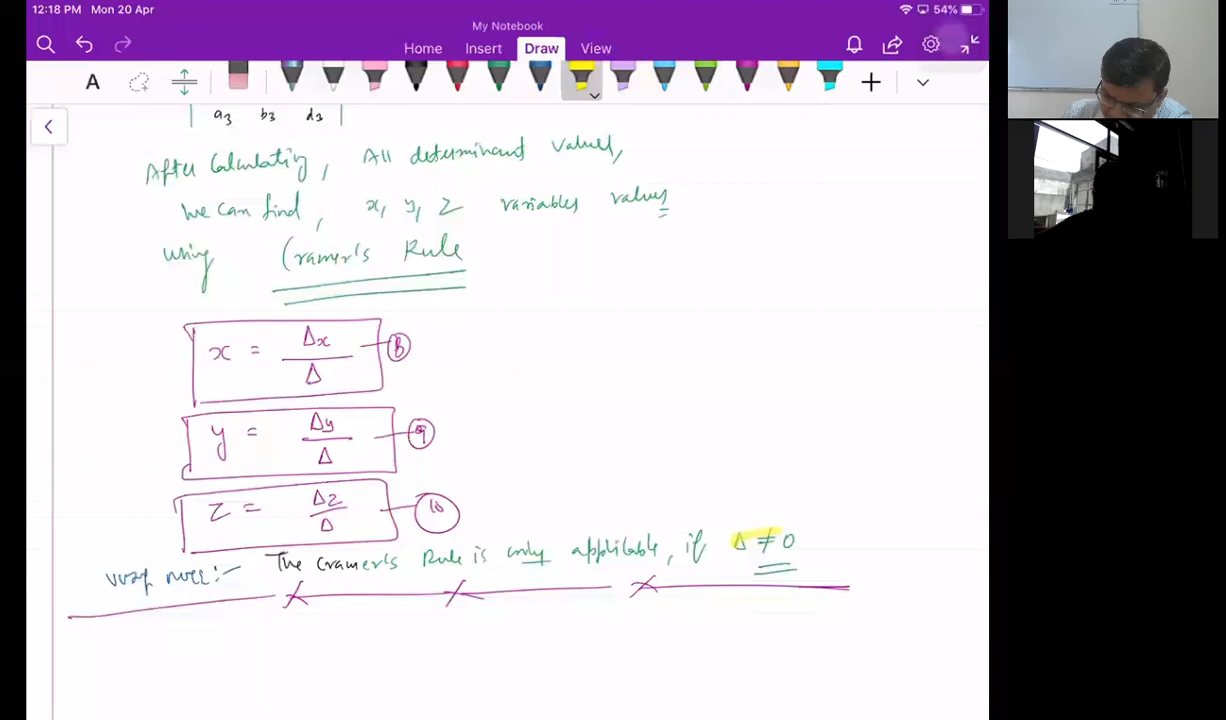 12:18 PM Mon 20 Apr
54%
My Notebook
Home Insert Draw View
A
a3 b3 d3
After Calculating, All determinant values,
We can find, x, y, z variables values
using Cramer's Rule
x = Δx / Δ — 8
y = Δy / Δ — 9
z = Δz / Δ — 10
The Cramer's Rule is only applicable, if Δ ≠ 0